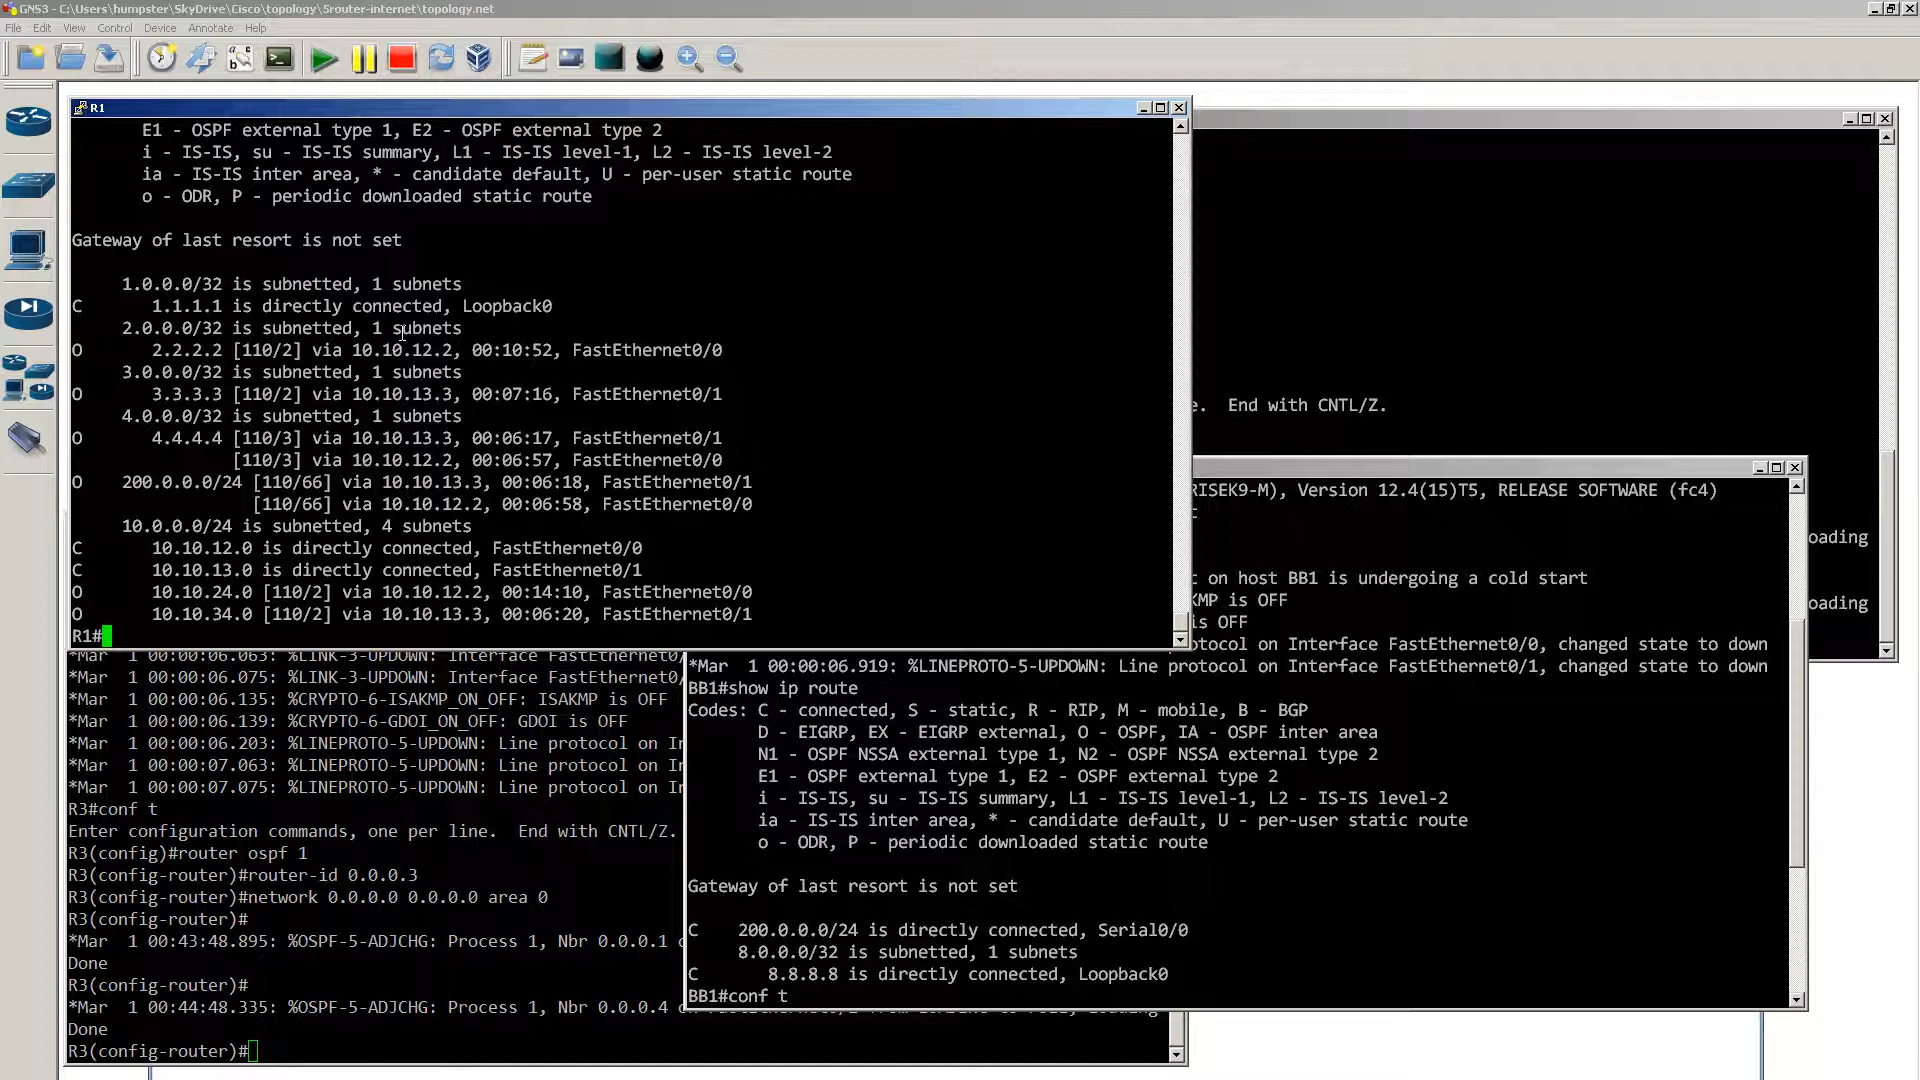 GNS3 - C:\Users\humpster\SkyDrive\Cisco\topology\5router-internet\topology.net
File Edit View Control Device Annotate Help
R1
E1 - OSPF external type 1, E2 - OSPF external type 2
i - IS-IS, su - IS-IS summary, L1 - IS-IS level-1, L2 - IS-IS level-2
ia - IS-IS inter area, * - candidate default, U - per-user static route
o - ODR, P - periodic downloaded static route
Gateway of last resort is not set
1.0.0.0/32 is subnetted, 1 subnets
C 1.1.1.1 is directly connected, Loopback0
2.0.0.0/32 is subnetted, 1 subnets
O 2.2.2.2 [110/2] via 10.10.12.2, 00:10:52, FastEthernet0/0
3.0.0.0/32 is subnetted, 1 subnets
O 3.3.3.3 [110/2] via 10.10.13.3, 00:07:16, FastEthernet0/1
4.0.0.0/32 is subnetted, 1 subnets
O 4.4.4.4 [110/3] via 10.10.13.3, 00:06:17, FastEthernet0/1
[110/3] via 10.10.12.2, 00:06:57, FastEthernet0/0
O 200.0.0.0/24 [110/66] via 10.10.13.3, 00:06:18, FastEthernet0/1
[110/66] via 10.10.12.2, 00:06:58, FastEthernet0/0
10.0.0.0/24 is subnetted, 4 subnets
C 10.10.12.0 is directly connected, FastEthernet0/0
C 10.10.13.0 is directly connected, FastEthernet0/1
O 10.10.24.0 [110/2] via 10.10.12.2, 00:14:10, FastEthernet0/0
O 10.10.34.0 [110/2] via 10.10.13.3, 00:06:20, FastEthernet0/1
R1#
e. End with CNTL/Z.
oading
oading
*Mar 1 00:00:06.063: %LINK-3-UPDOWN: Interface FastEthernet0/
*Mar 1 00:00:06.075: %LINK-3-UPDOWN: Interface FastEthernet0/
*Mar 1 00:00:06.135: %CRYPTO-6-ISAKMP_ON_OFF: ISAKMP is OFF
*Mar 1 00:00:06.139: %CRYPTO-6-GDOI_ON_OFF: GDOI is OFF
*Mar 1 00:00:06.203: %LINEPROTO-5-UPDOWN: Line protocol on In
*Mar 1 00:00:07.063: %LINEPROTO-5-UPDOWN: Line protocol on In
*Mar 1 00:00:07.075: %LINEPROTO-5-UPDOWN: Line protocol on In
R3#conf t
Enter configuration commands, one per line. End with CNTL/Z.
R3(config)#router ospf 1
R3(config-router)#router-id 0.0.0.3
R3(config-router)#network 0.0.0.0 0.0.0.0 area 0
R3(config-router)#
*Mar 1 00:43:48.895: %OSPF-5-ADJCHG: Process 1, Nbr 0.0.0.1 o
Done
R3(config-router)#
*Mar 1 00:44:48.335: %OSPF-5-ADJCHG: Process 1, Nbr 0.0.0.4
Done
R3(config-router)#
RISEK9-M), Version 12.4(15)T5, RELEASE SOFTWARE (fc4)
t
t on host BB1 is undergoing a cold start
KMP is OFF
is OFF
otocol on Interface FastEthernet0/0, changed state to down
*Mar 1 00:00:06.919: %LINEPROTO-5-UPDOWN: Line protocol on Interface FastEthernet0/1, changed state to down
BB1#show ip route
Codes: C - connected, S - static, R - RIP, M - mobile, B - BGP
D - EIGRP, EX - EIGRP external, O - OSPF, IA - OSPF inter area
N1 - OSPF NSSA external type 1, N2 - OSPF NSSA external type 2
E1 - OSPF external type 1, E2 - OSPF external type 2
i - IS-IS, su - IS-IS summary, L1 - IS-IS level-1, L2 - IS-IS level-2
ia - IS-IS inter area, * - candidate default, U - per-user static route
o - ODR, P - periodic downloaded static route
Gateway of last resort is not set
C 200.0.0.0/24 is directly connected, Serial0/0
8.0.0.0/32 is subnetted, 1 subnets
C 8.8.8.8 is directly connected, Loopback0
BB1#conf t